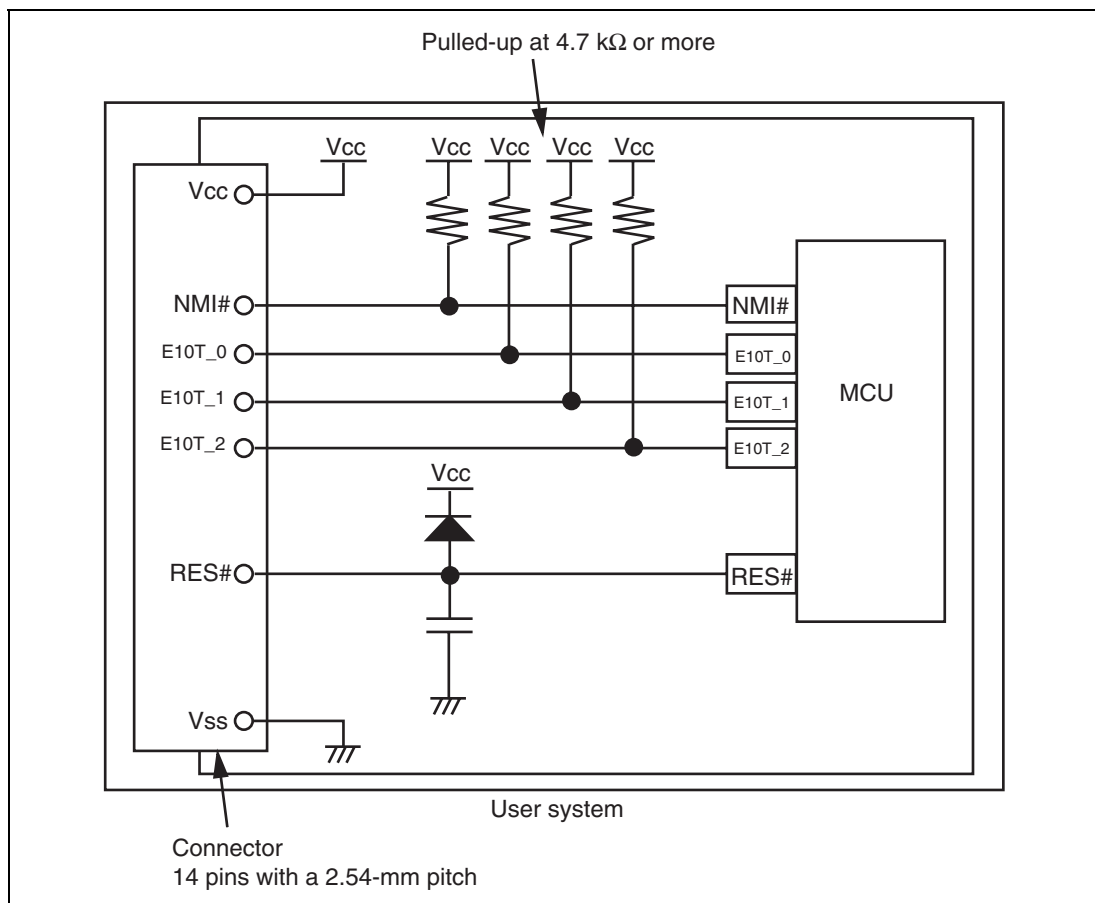 Pulled-up at 4.7 kΩ or more
Vcc
Vcc
Vcc
Vcc
Vcc
Vcc
NMI#
NMI#
E10T_0
E10T_0
E10T_1
E10T_1
MCU
E10T_2
E10T_2
Vcc
RES#
RES#
Vss
User system
Connector
14 pins with a 2.54-mm pitch